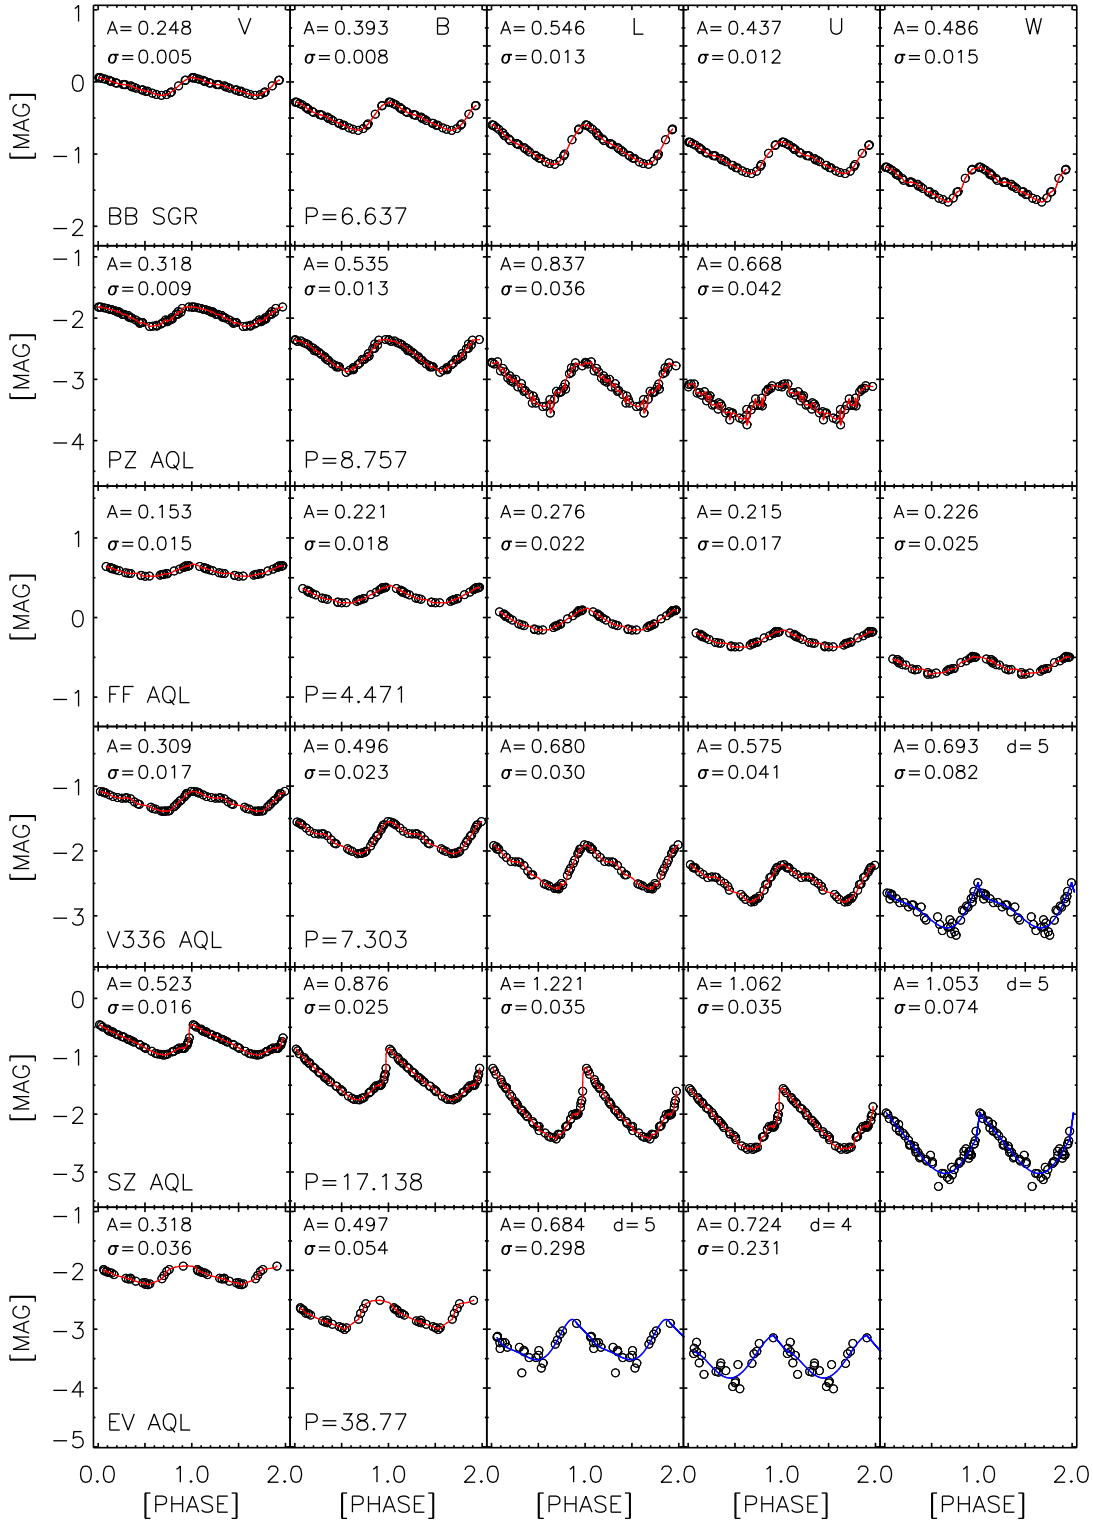 A= 0.248 V
σ=0.005
A= 0.393 B
σ=0.008
A= 0.546 L
σ=0.013
A= 0.437 U
σ=0.012
A= 0.486 W
σ=0.015
1
0
−1
−2
[MAG]
BB SGR
P=6.637
A= 0.318
σ=0.009
A= 0.535
σ=0.013
A= 0.837
σ=0.036
A= 0.668
σ=0.042
−1
−2
−3
−4
[MAG]
PZ AQL
P=8.757
A= 0.153
σ=0.015
A= 0.221
σ=0.018
A= 0.276
σ=0.022
A= 0.215
σ=0.017
A= 0.226
σ=0.025
1
0
−1
[MAG]
FF AQL
P=4.471
A= 0.309
σ=0.017
A= 0.496
σ=0.023
A= 0.680
σ=0.030
A= 0.575
σ=0.041
A= 0.693 d= 5
σ=0.082
−1
−2
−3
[MAG]
V336 AQL
P=7.303
A= 0.523
σ=0.016
A= 0.876
σ=0.025
A= 1.221
σ=0.035
A= 1.062
σ=0.035
A= 1.053 d= 5
σ=0.074
0
−1
−2
−3
[MAG]
SZ AQL
P=17.138
A= 0.318
σ=0.036
A= 0.497
σ=0.054
A= 0.684 d= 5
σ=0.298
A= 0.724 d= 4
σ=0.231
−1
−2
−3
−4
−5
[MAG]
EV AQL
P=38.77
0.0 1.0 2.0 1.0 2.0 1.0 2.0 1.0 2.0 1.0 2.0
[PHASE] [PHASE] [PHASE] [PHASE] [PHASE]